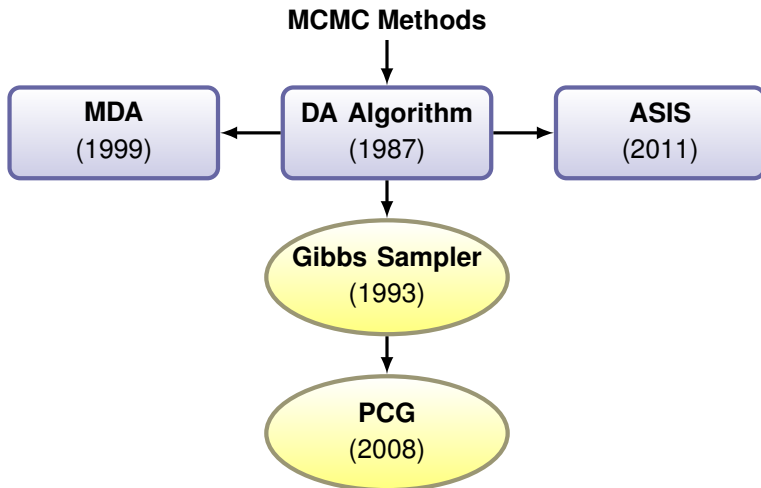 MCMC Methods
MDA
(1999)
DA Algorithm
(1987)
ASIS
(2011)
Gibbs Sampler
(1993)
PCG
(2008)